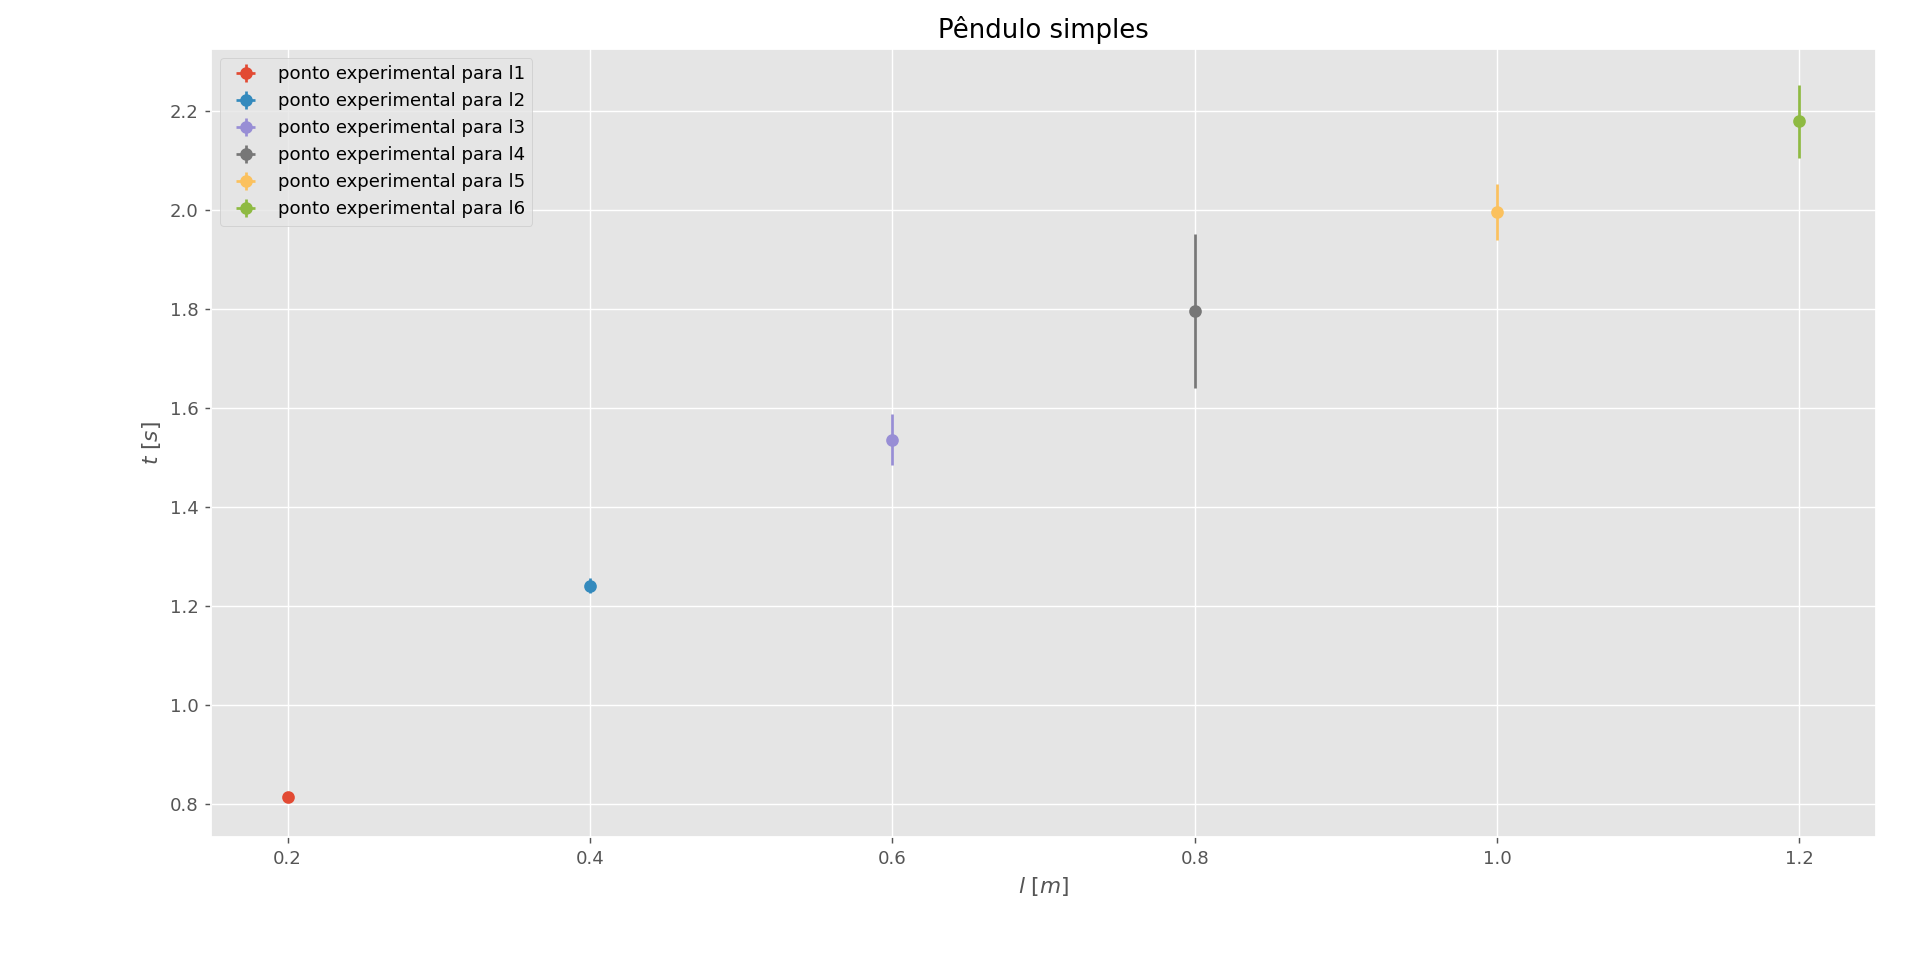 Pêndulo simples
ponto experimental para l1
ponto experimental para l2
ponto experimental para l3
ponto experimental para l4
ponto experimental para l5
ponto experimental para l6
2.2
2.0
1.8
1.6
1.4
1.2
1.0
0.8
t [s]
0.2 0.4 0.6 0.8 1.0 1.2
l [m]